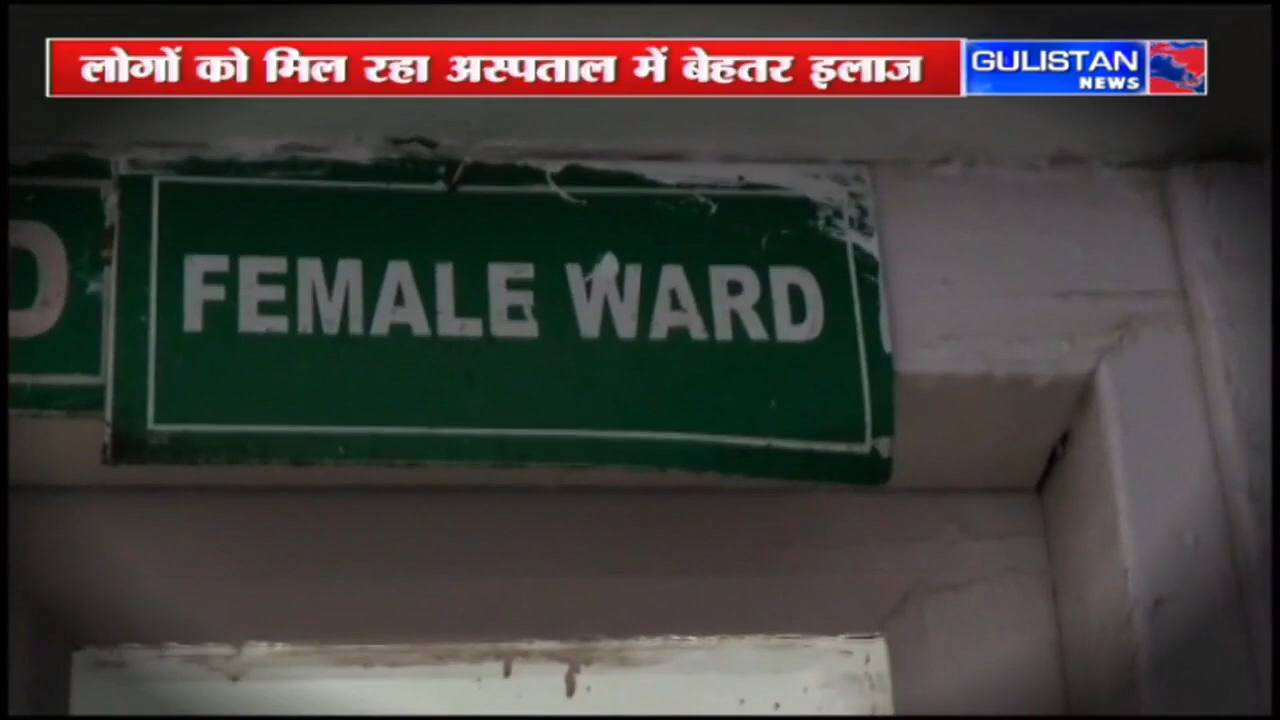 लोगों को मिल रहा अस्पताल में बेहतर इलाज
GULISTAN
NEWS
D
FEMALE WARD